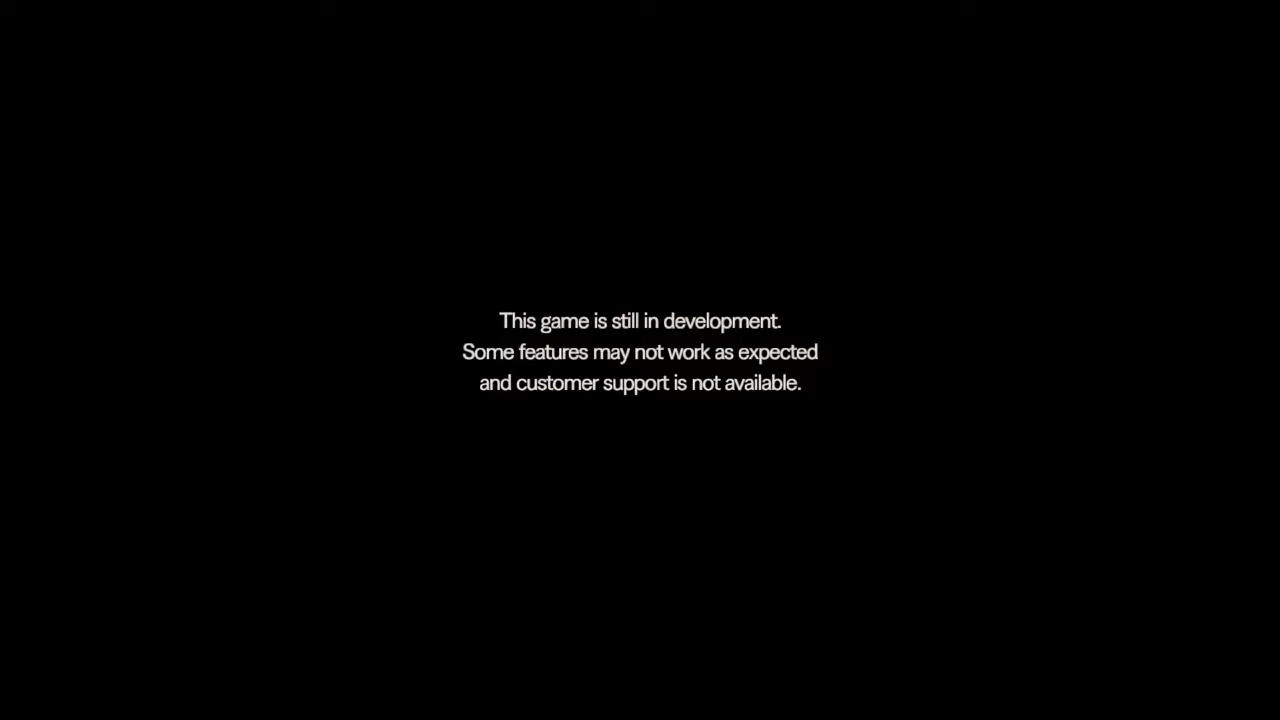 This game is still in development.
Some features may not work as expected
and customer support is not available.